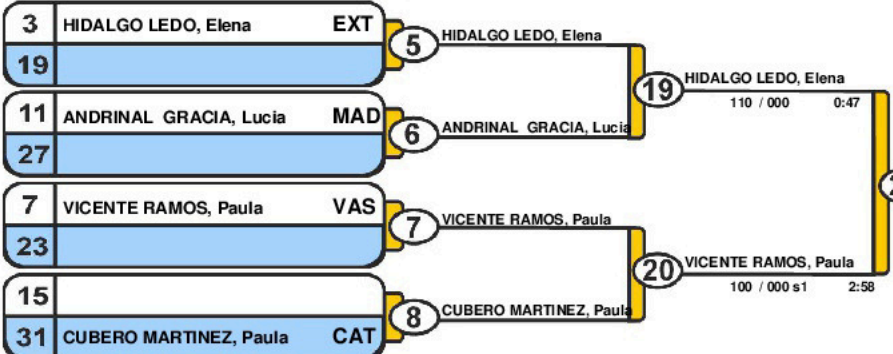 3 HIDALGO LEDO, Elena EXT
19
5 HIDALGO LEDO, Elena
11 ANDRINAL GRACIA, Lucia MAD
27
6 ANDRINAL GRACIA, Lucia
19 HIDALGO LEDO, Elena
110 / 000 0:47
7 VICENTE RAMOS, Paula VAS
23
7 VICENTE RAMOS, Paula
15
31 CUBERO MARTINEZ, Paula CAT
8 CUBERO MARTINEZ, Paula
20 VICENTE RAMOS, Paula
100 / 000 s1 2:58